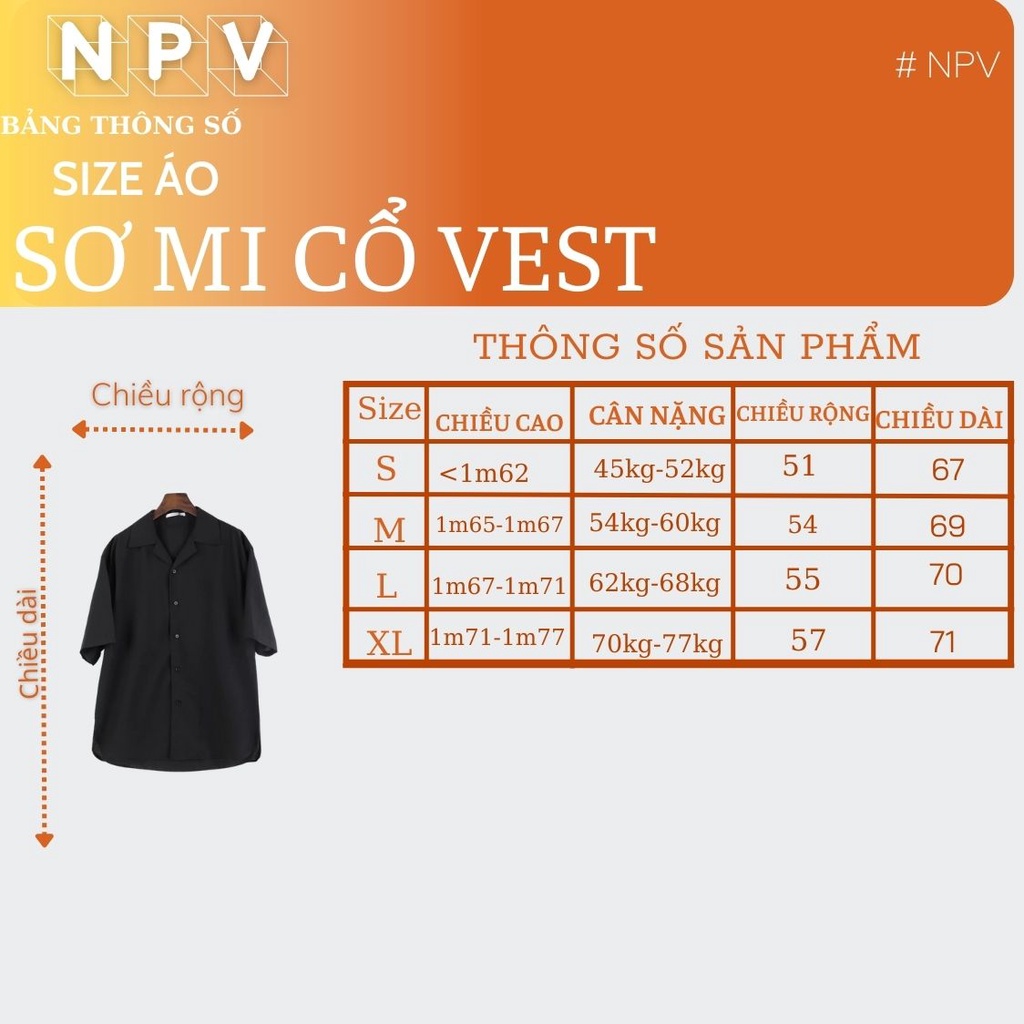 NPV
# NPV
BẢNG THÔNG SỐ
SIZE ÁO
SƠ MI CỔ VEST
THÔNG SỐ SẢN PHẨM
Chiều rộng
Chiều dài
Size CHIỀU CAO CÂN NẶNG CHIỀU RỘNG CHIỀU DÀI
S <1m62 45kg-52kg 51 67
M 1m65-1m67 54kg-60kg 54 69
L 1m67-1m71 62kg-68kg 55 70
XL 1m71-1m77 70kg-77kg 57 71